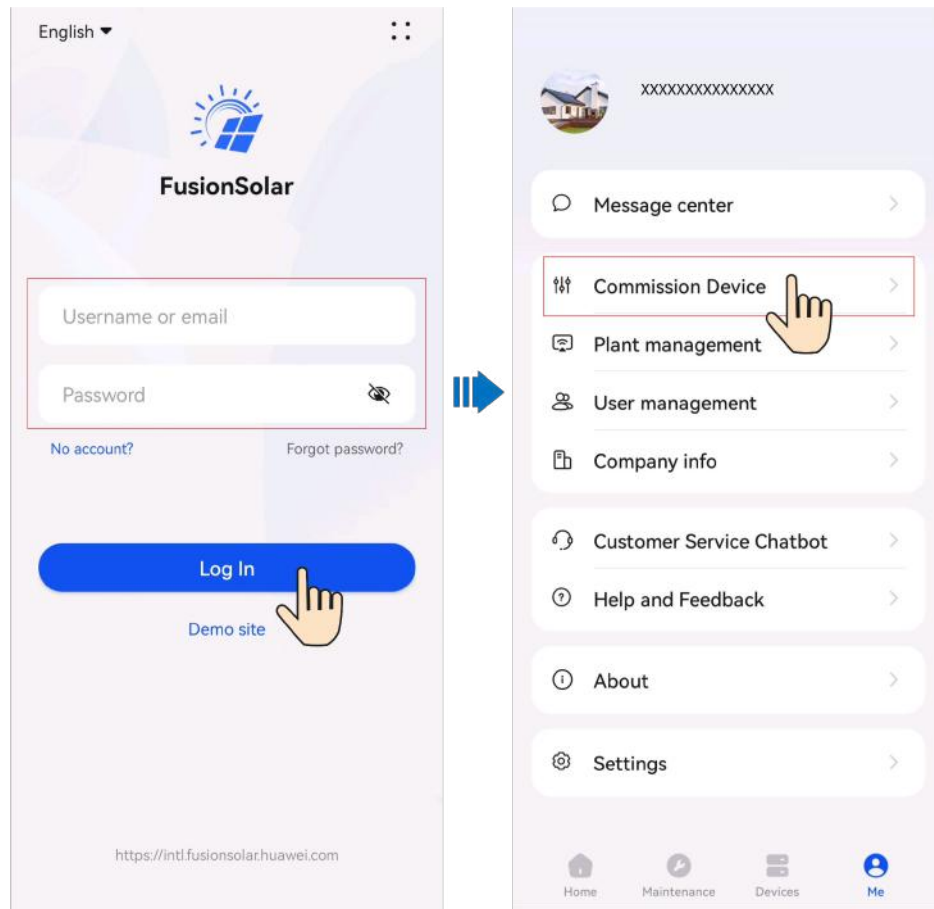 English
FusionSolar
Username or email
Password
No account?
Forgot password?
Log In
Demo site
https://intl.fusionsolar.huawei.com
xxxxxxxxxxxxxxx
Message center
Commission Device
Plant management
User management
Company info
Customer Service Chatbot
Help and Feedback
About
Settings
Home
Maintenance
Devices
Me